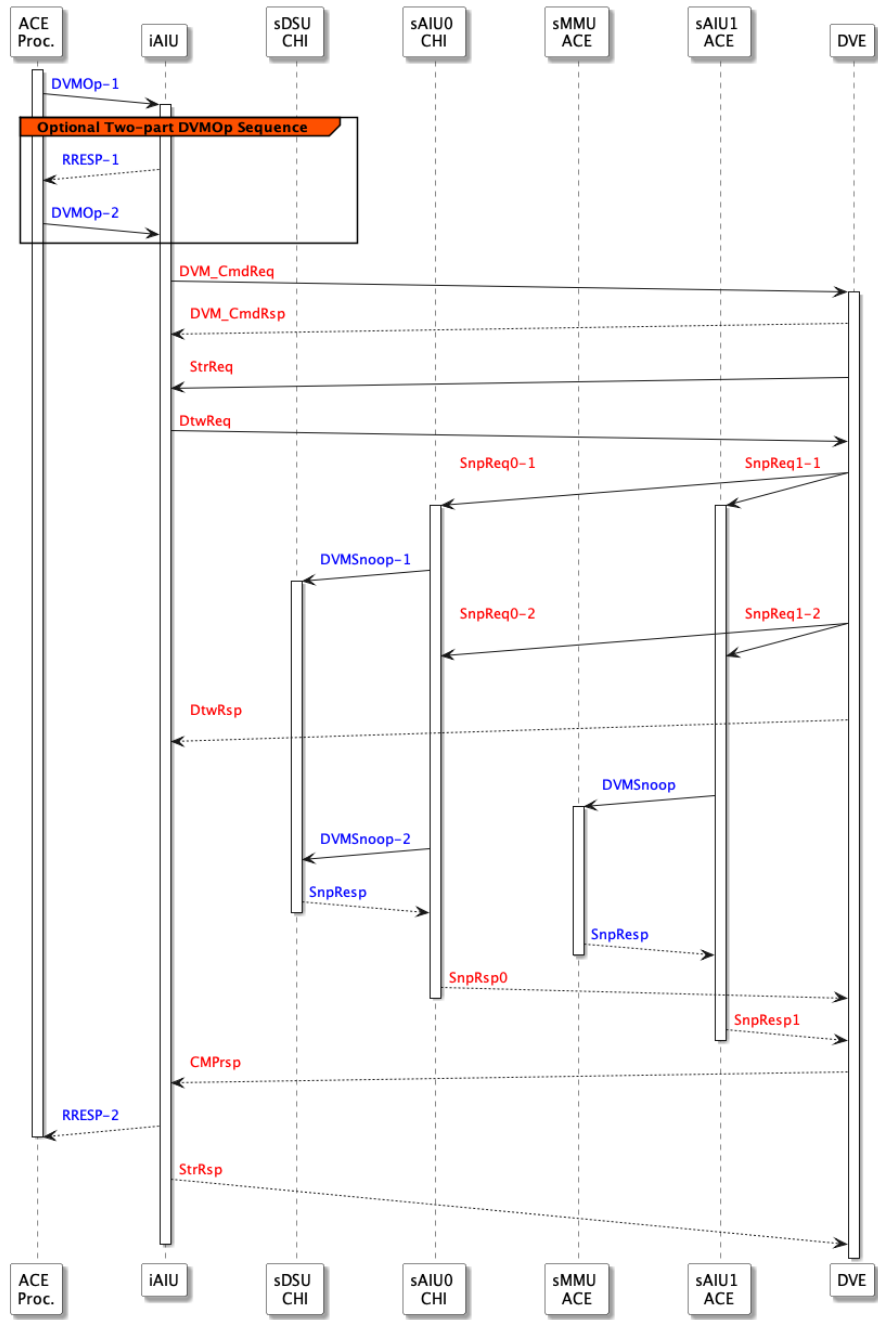 ACE
Proc.
iAIU
sDSU
CHI
sAIU0
CHI
sMMU
ACE
sAIU1
ACE
DVE
DVMOp-1
Optional Two-part DVMOp Sequence
RRESP-1
DVMOp-2
DVM_CmdReq
DVM_CmdRsp
StrReq
DtwReq
SnpReq0-1
SnpReq1-1
DVMSnoop-1
SnpReq0-2
SnpReq1-2
DtwRsp
DVMSnoop
DVMSnoop-2
SnpResp
SnpResp
SnpRsp0
SnpResp1
CMPrsp
RRESP-2
StrRsp
ACE
Proc.
iAIU
sDSU
CHI
sAIU0
CHI
sMMU
ACE
sAIU1
ACE
DVE